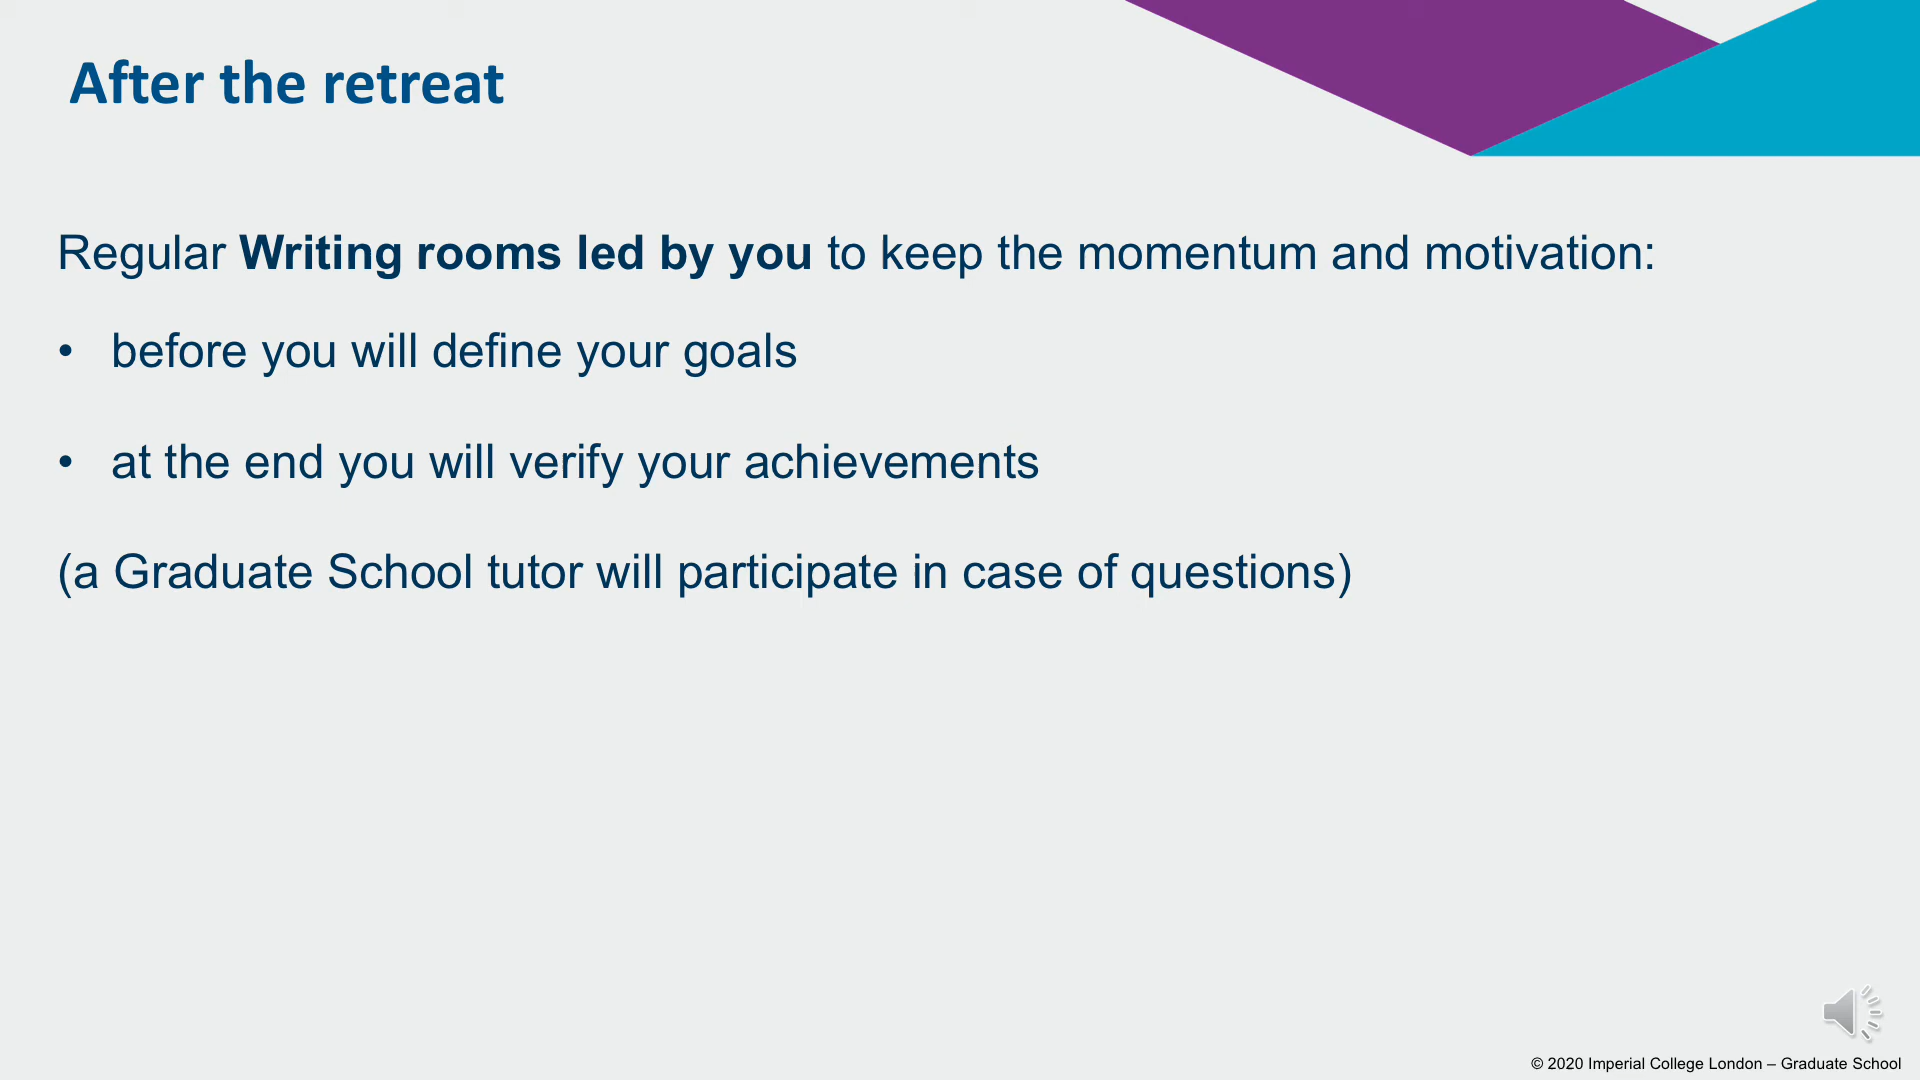 After the retreat
Regular Writing rooms led by you to keep the momentum and motivation:
• before you will define your goals
• at the end you will verify your achievements
(a Graduate School tutor will participate in case of questions)
© 2020 Imperial College London – Graduate School